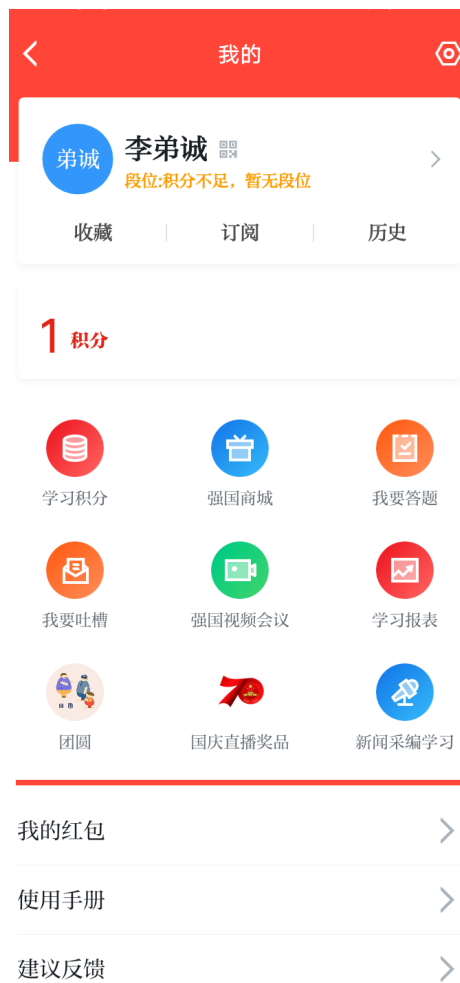 我的
弟诚
李弟诚
段位:积分不足，暂无段位
收藏
订阅
历史
1 积分
学习积分
强国商城
我要答题
我要吐槽
强国视频会议
学习报表
团圆
70
团圆
国庆直播奖品
新闻采编学习
我的红包
使用手册
建议反馈